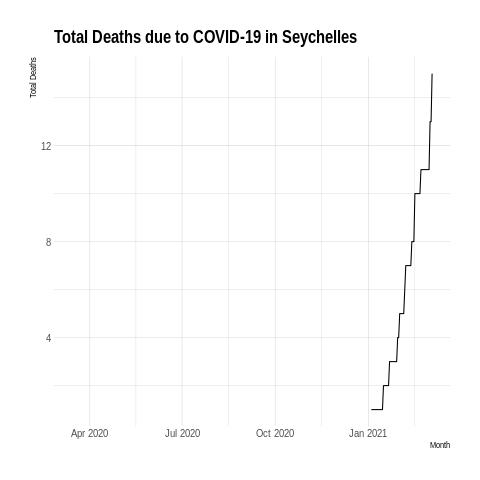 Total Deaths due to COVID-19 in Seychelles
Total Deaths
12
8
4
Apr 2020 Jul 2020 Oct 2020 Jan 2021
Month